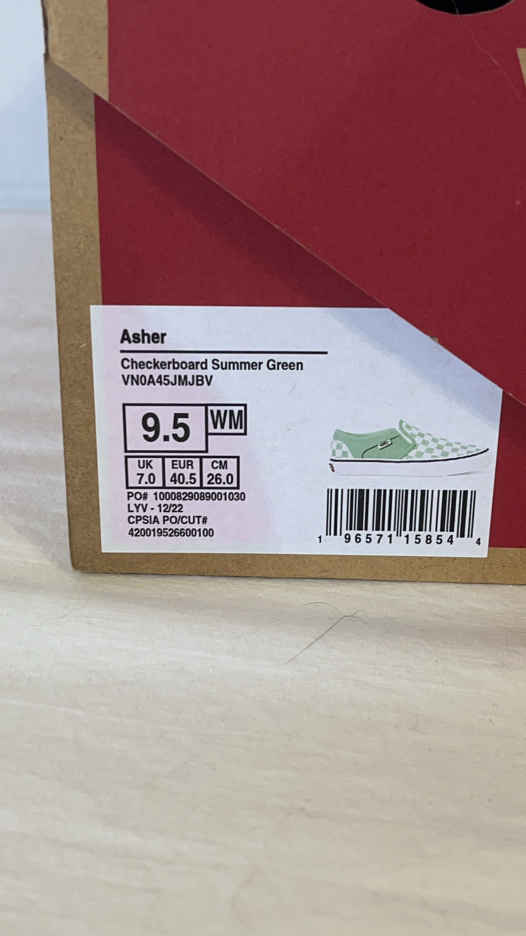 Asher
Checkerboard Summer Green
VN0A45JMJBV
9.5 WM
UK EUR CM
7.0 40.5 26.0
PO# 1000829089001030
LYV - 12/22
CPSIA PO/CUT#
420019526600100
1 96571 15854 4